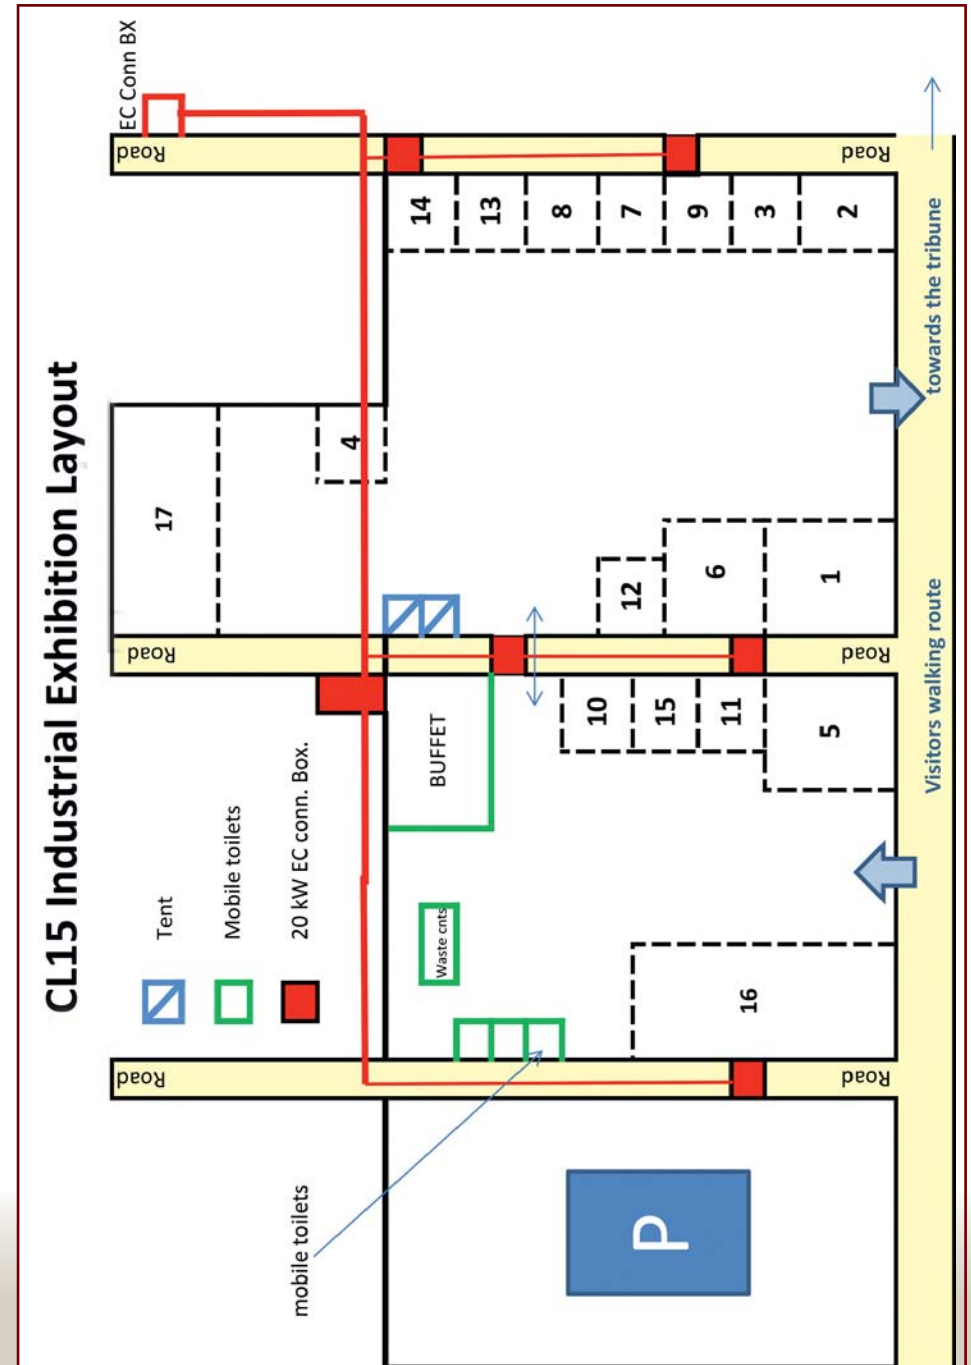 CL15 Industrial Exhibition Layout
Tent
Mobile toilets
20 kW EC conn. Box.
EC Conn BX
mobile toilets
Road
Road
Road
17
4
BUFFET
Waste cnts
14
13
8
7
9
3
2
12
6
1
10
15
11
5
16
P
Road
Road
Road
Visitors walking route
towards the tribune